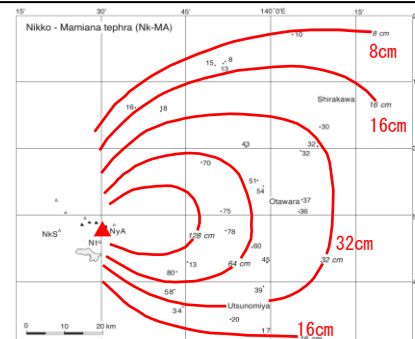 15'
30'
45'
140°0'E
15'
Nikko - Mamiana tephra (Nk-MA)
10
8 cm
8cm
15
8
13
16
8
16 cm
Shirakawa
16cm
30
43
32
32
70
51
54
Otawara
37
36
75
NkS
NyA
78
128 cm
32cm
60
13
64 cm
45
32 cm
80
58
39
Utsunomiya
34
20
17
16cm
0 10 20 km